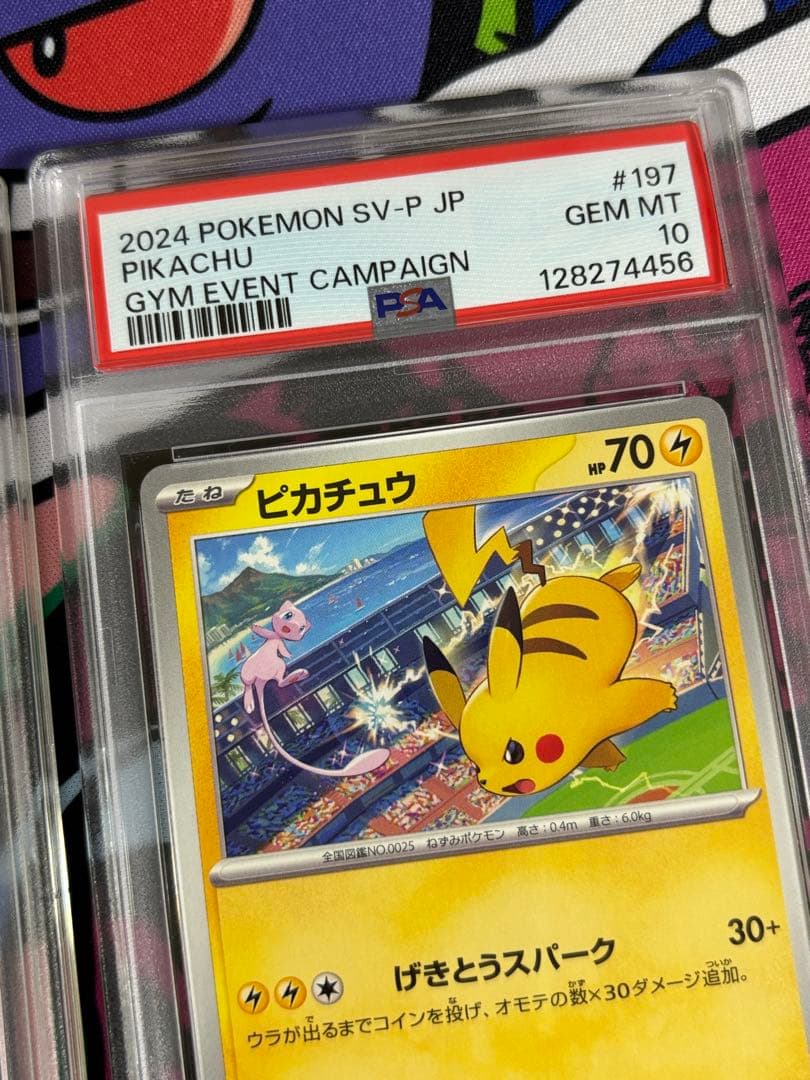 2024 POKEMON SV-P JP #197
PIKACHU GEM MT
GYM EVENT CAMPAIGN 10
PSA 128274456
たね ピカチュウ HP70
全国図鑑NO.0025 ねずみポケモン 高さ:0.4m 重さ:6.0kg
げきとうスパーク 30+
ウラが出るまでコインを投げ、オモテの数×30ダメージ追加。